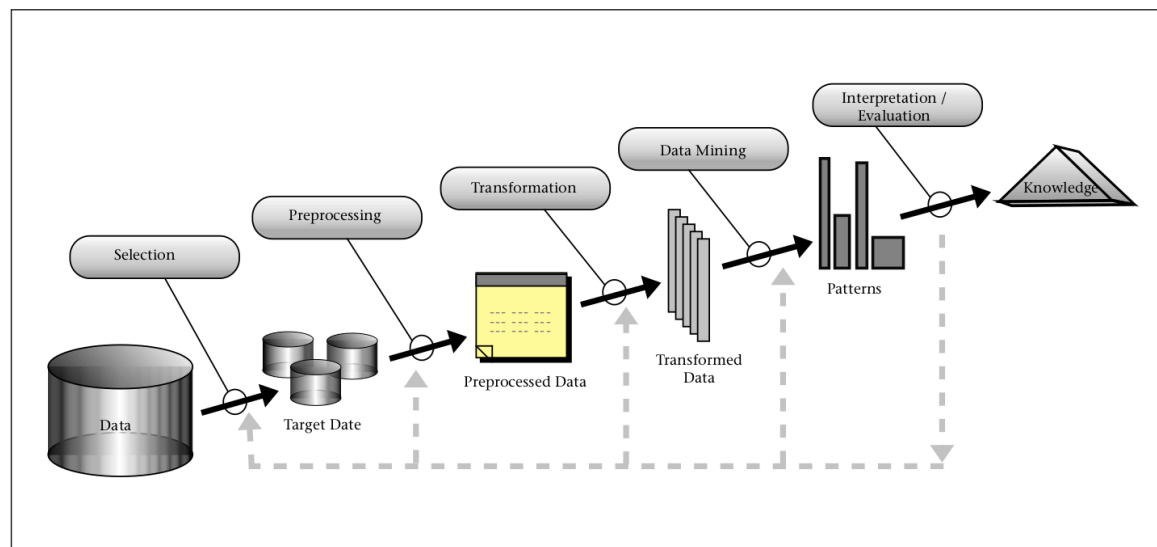 Interpretation /
Evaluation
Data Mining
Transformation
Preprocessing
Selection
Knowledge
Patterns
Transformed
Data
Preprocessed Data
Target Date
Data